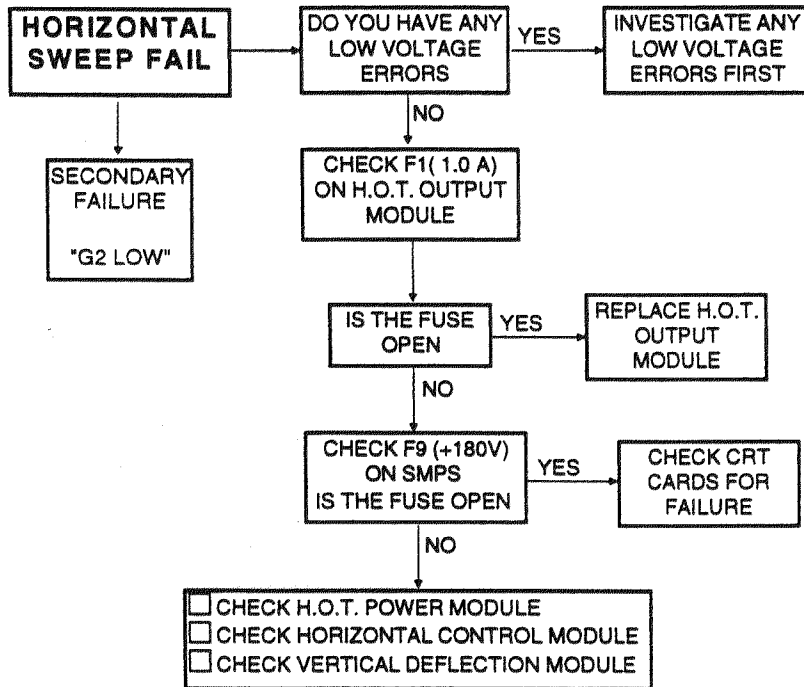 HORIZONTAL
SWEEP FAIL
DO YOU HAVE ANY
LOW VOLTAGE
ERRORS
YES
INVESTIGATE ANY
LOW VOLTAGE
ERRORS FIRST
NO
SECONDARY
FAILURE
"G2 LOW"
CHECK F1( 1.0 A)
ON H.O.T. OUTPUT
MODULE
IS THE FUSE
OPEN
YES
REPLACE H.O.T.
OUTPUT
MODULE
NO
CHECK F9 (+180V)
ON SMPS
IS THE FUSE OPEN
YES
CHECK CRT
CARDS FOR
FAILURE
NO
CHECK H.O.T. POWER MODULE
CHECK HORIZONTAL CONTROL MODULE
CHECK VERTICAL DEFLECTION MODULE